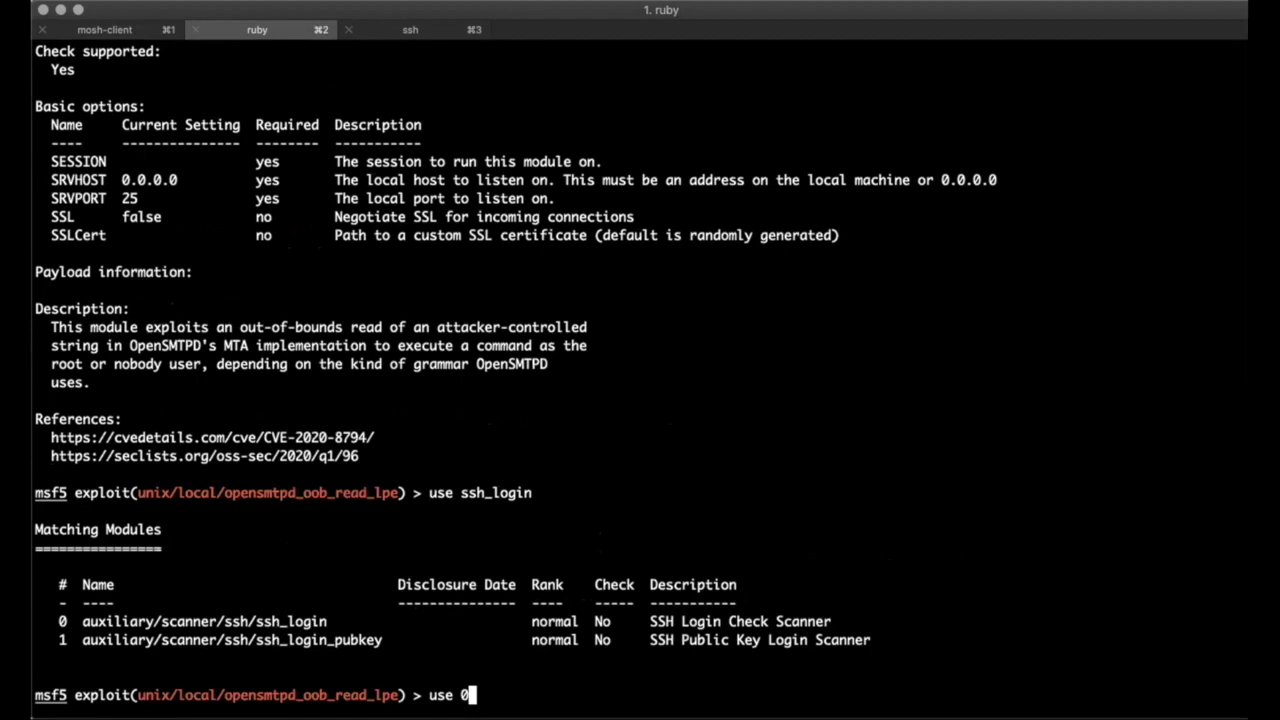 1. ruby
mosh-client ⌘1 ruby ⌘2 ssh ⌘3
Check supported:
Yes
Basic options:
Name Current Setting Required Description
---- --------------- -------- -----------
SESSION yes The session to run this module on.
SRVHOST 0.0.0.0 yes The local host to listen on. This must be an address on the local machine or 0.0.0.0
SRVPORT 25 yes The local port to listen on.
SSL false no Negotiate SSL for incoming connections
SSLCert no Path to a custom SSL certificate (default is randomly generated)
Payload information:
Description:
This module exploits an out-of-bounds read of an attacker-controlled
string in OpenSMTPD's MTA implementation to execute a command as the
root or nobody user, depending on the kind of grammar OpenSMTPD
uses.
References:
https://cvedetails.com/cve/CVE-2020-8794/
https://seclists.org/oss-sec/2020/q1/96
msf5 exploit(unix/local/opensmtpd_oob_read_lpe) > use ssh_login
Matching Modules
================
# Name Disclosure Date Rank Check Description
- ---- --------------- ---- ----- -----------
0 auxiliary/scanner/ssh/ssh_login normal No SSH Login Check Scanner
1 auxiliary/scanner/ssh/ssh_login_pubkey normal No SSH Public Key Login Scanner
msf5 exploit(unix/local/opensmtpd_oob_read_lpe) > use 0